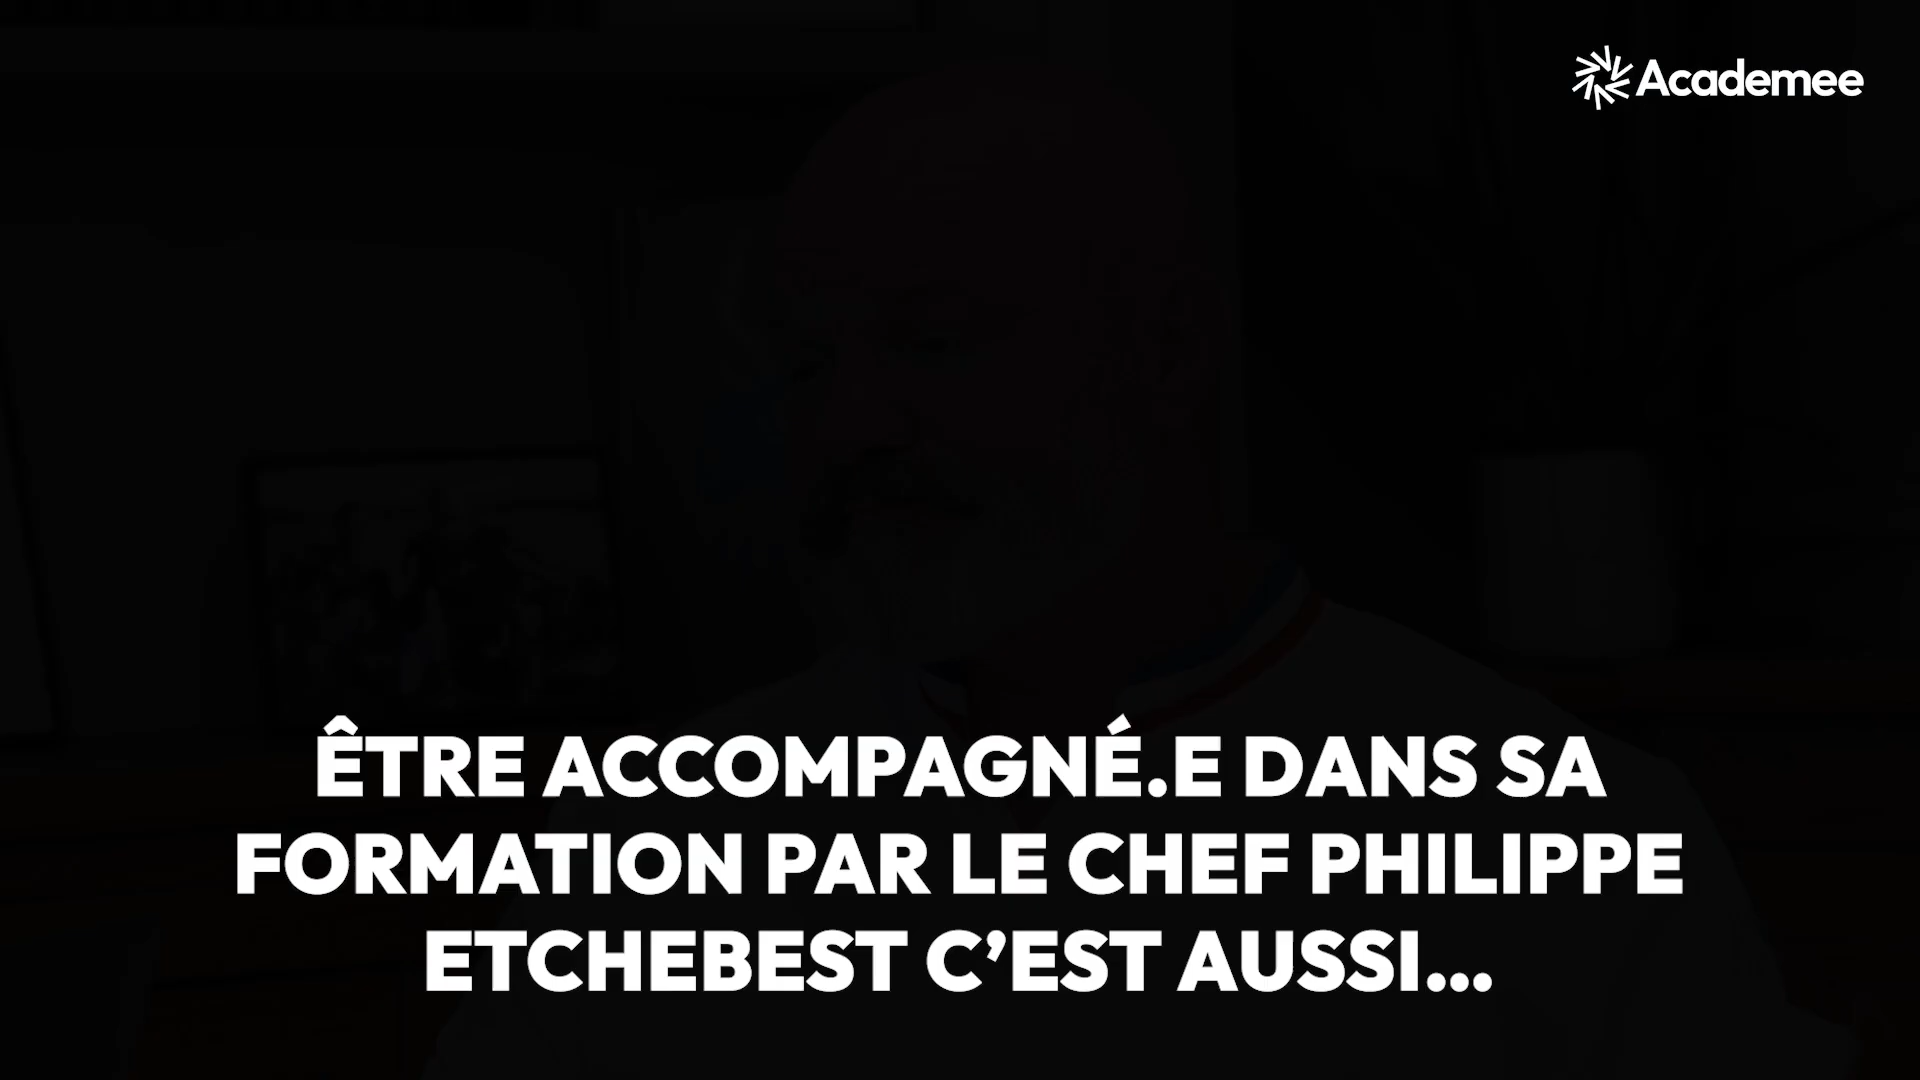 Academee
ÊTRE ACCOMPAGNÉ.E DANS SA
FORMATION PAR LE CHEF PHILIPPE
ETCHEBEST C’EST AUSSI...